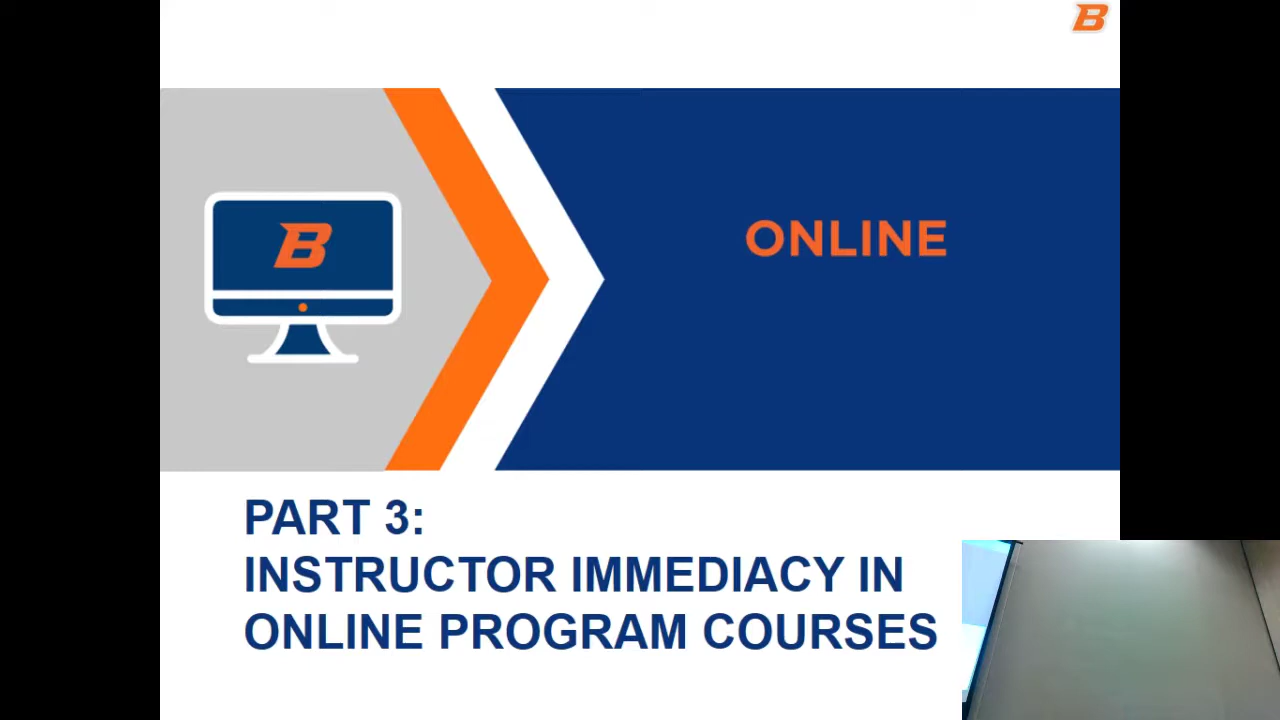 B
B
ONLINE
PART 3:
INSTRUCTOR IMMEDIACY IN
ONLINE PROGRAM COURSES